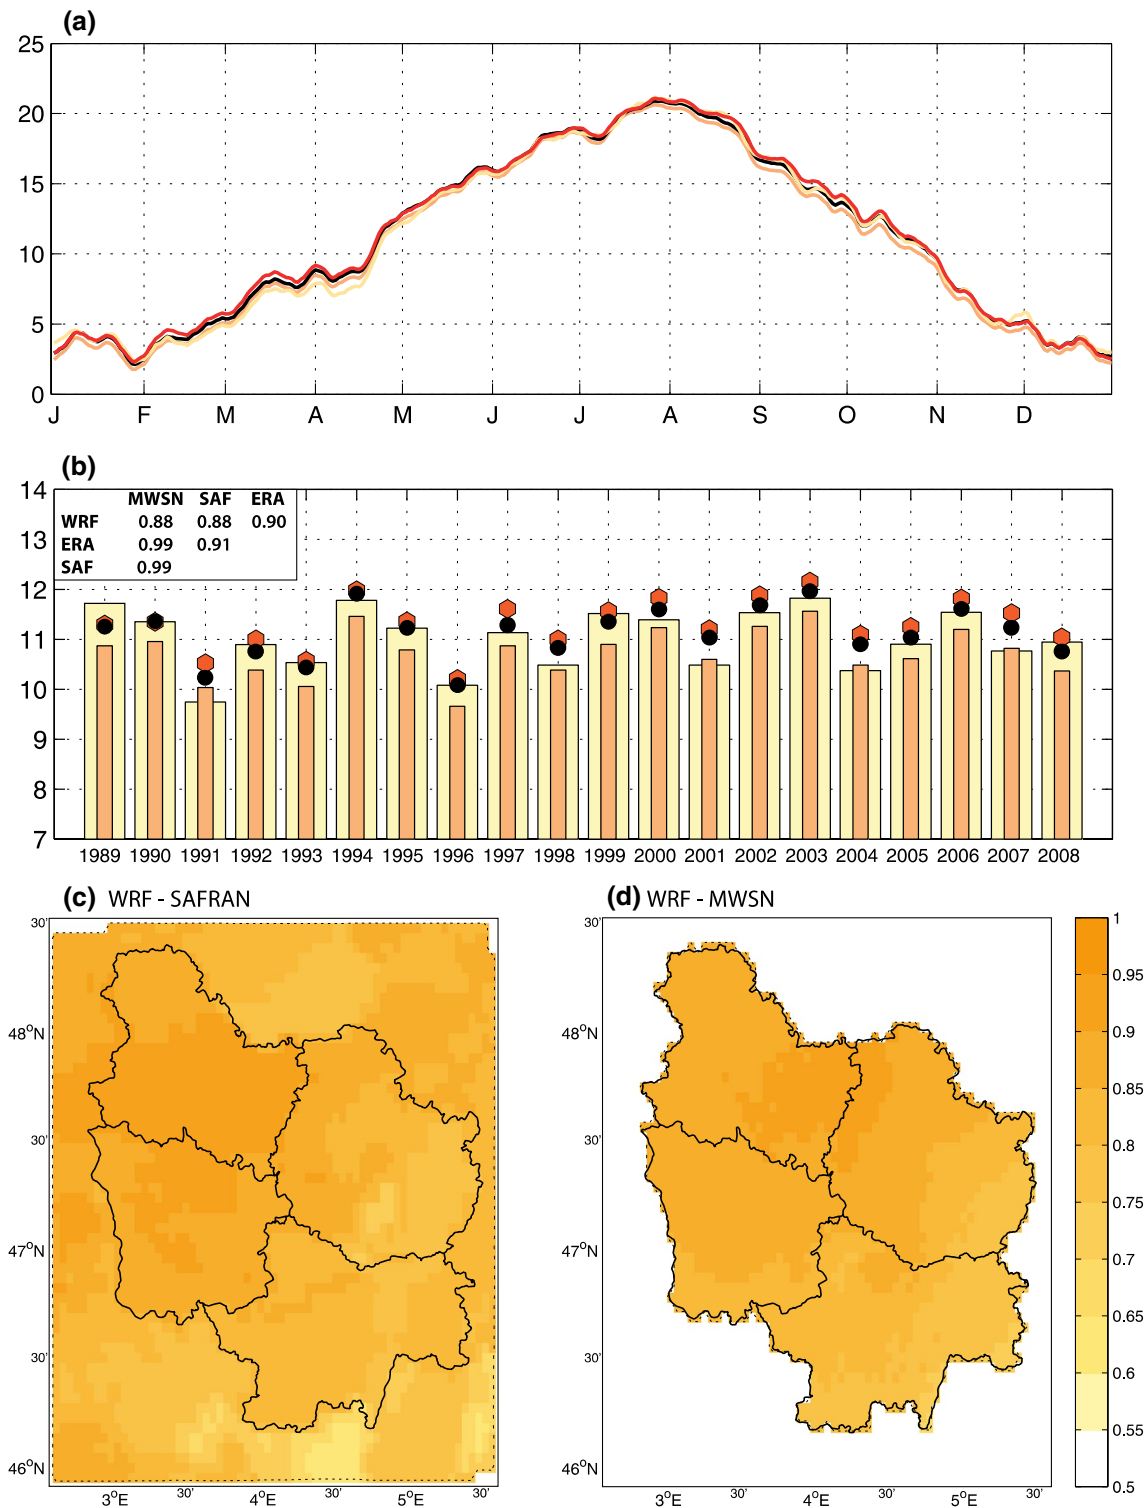 (a)
25
20
15
10
5
0
J F M A M J J A S O N D
(b)
14
13
12
11
10
9
8
7
MWSN SAF ERA
WRF 0.88 0.88 0.90
ERA 0.99 0.91
SAF 0.99
1989 1990 1991 1992 1993 1994 1995 1996 1997 1998 1999 2000 2001 2002 2003 2004 2005 2006 2007 2008
(c) WRF - SAFRAN
30'
48°N
30'
47°N
30'
46°N
3°E 30' 4°E 30' 5°E 30'
(d) WRF - MWSN
30'
48°N
30'
47°N
30'
46°N
3°E 30' 4°E 30' 5°E 30'
1
0.95
0.9
0.85
0.8
0.75
0.7
0.65
0.6
0.55
0.5